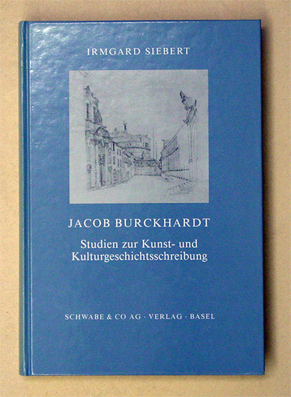 IRMGARD SIEBERT
JACOB BURCKHARDT
Studien zur Kunst- und
Kulturgeschichtsschreibung
SCHWABE & CO AG · VERLAG · BASEL